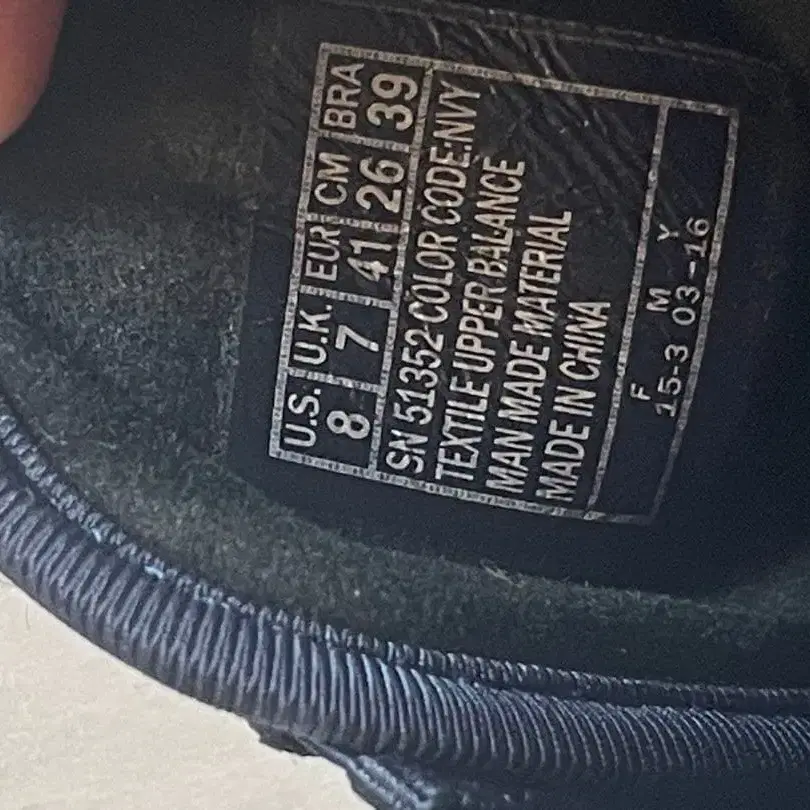 U.S. U.K. EUR CM BRA
8 7 41 26 39
SN 51352 COLOR CODE:NVY
TEXTILE UPPER BALANCE
MAN MADE MATERIAL
MADE IN CHINA
F M Y
15-3 03-16